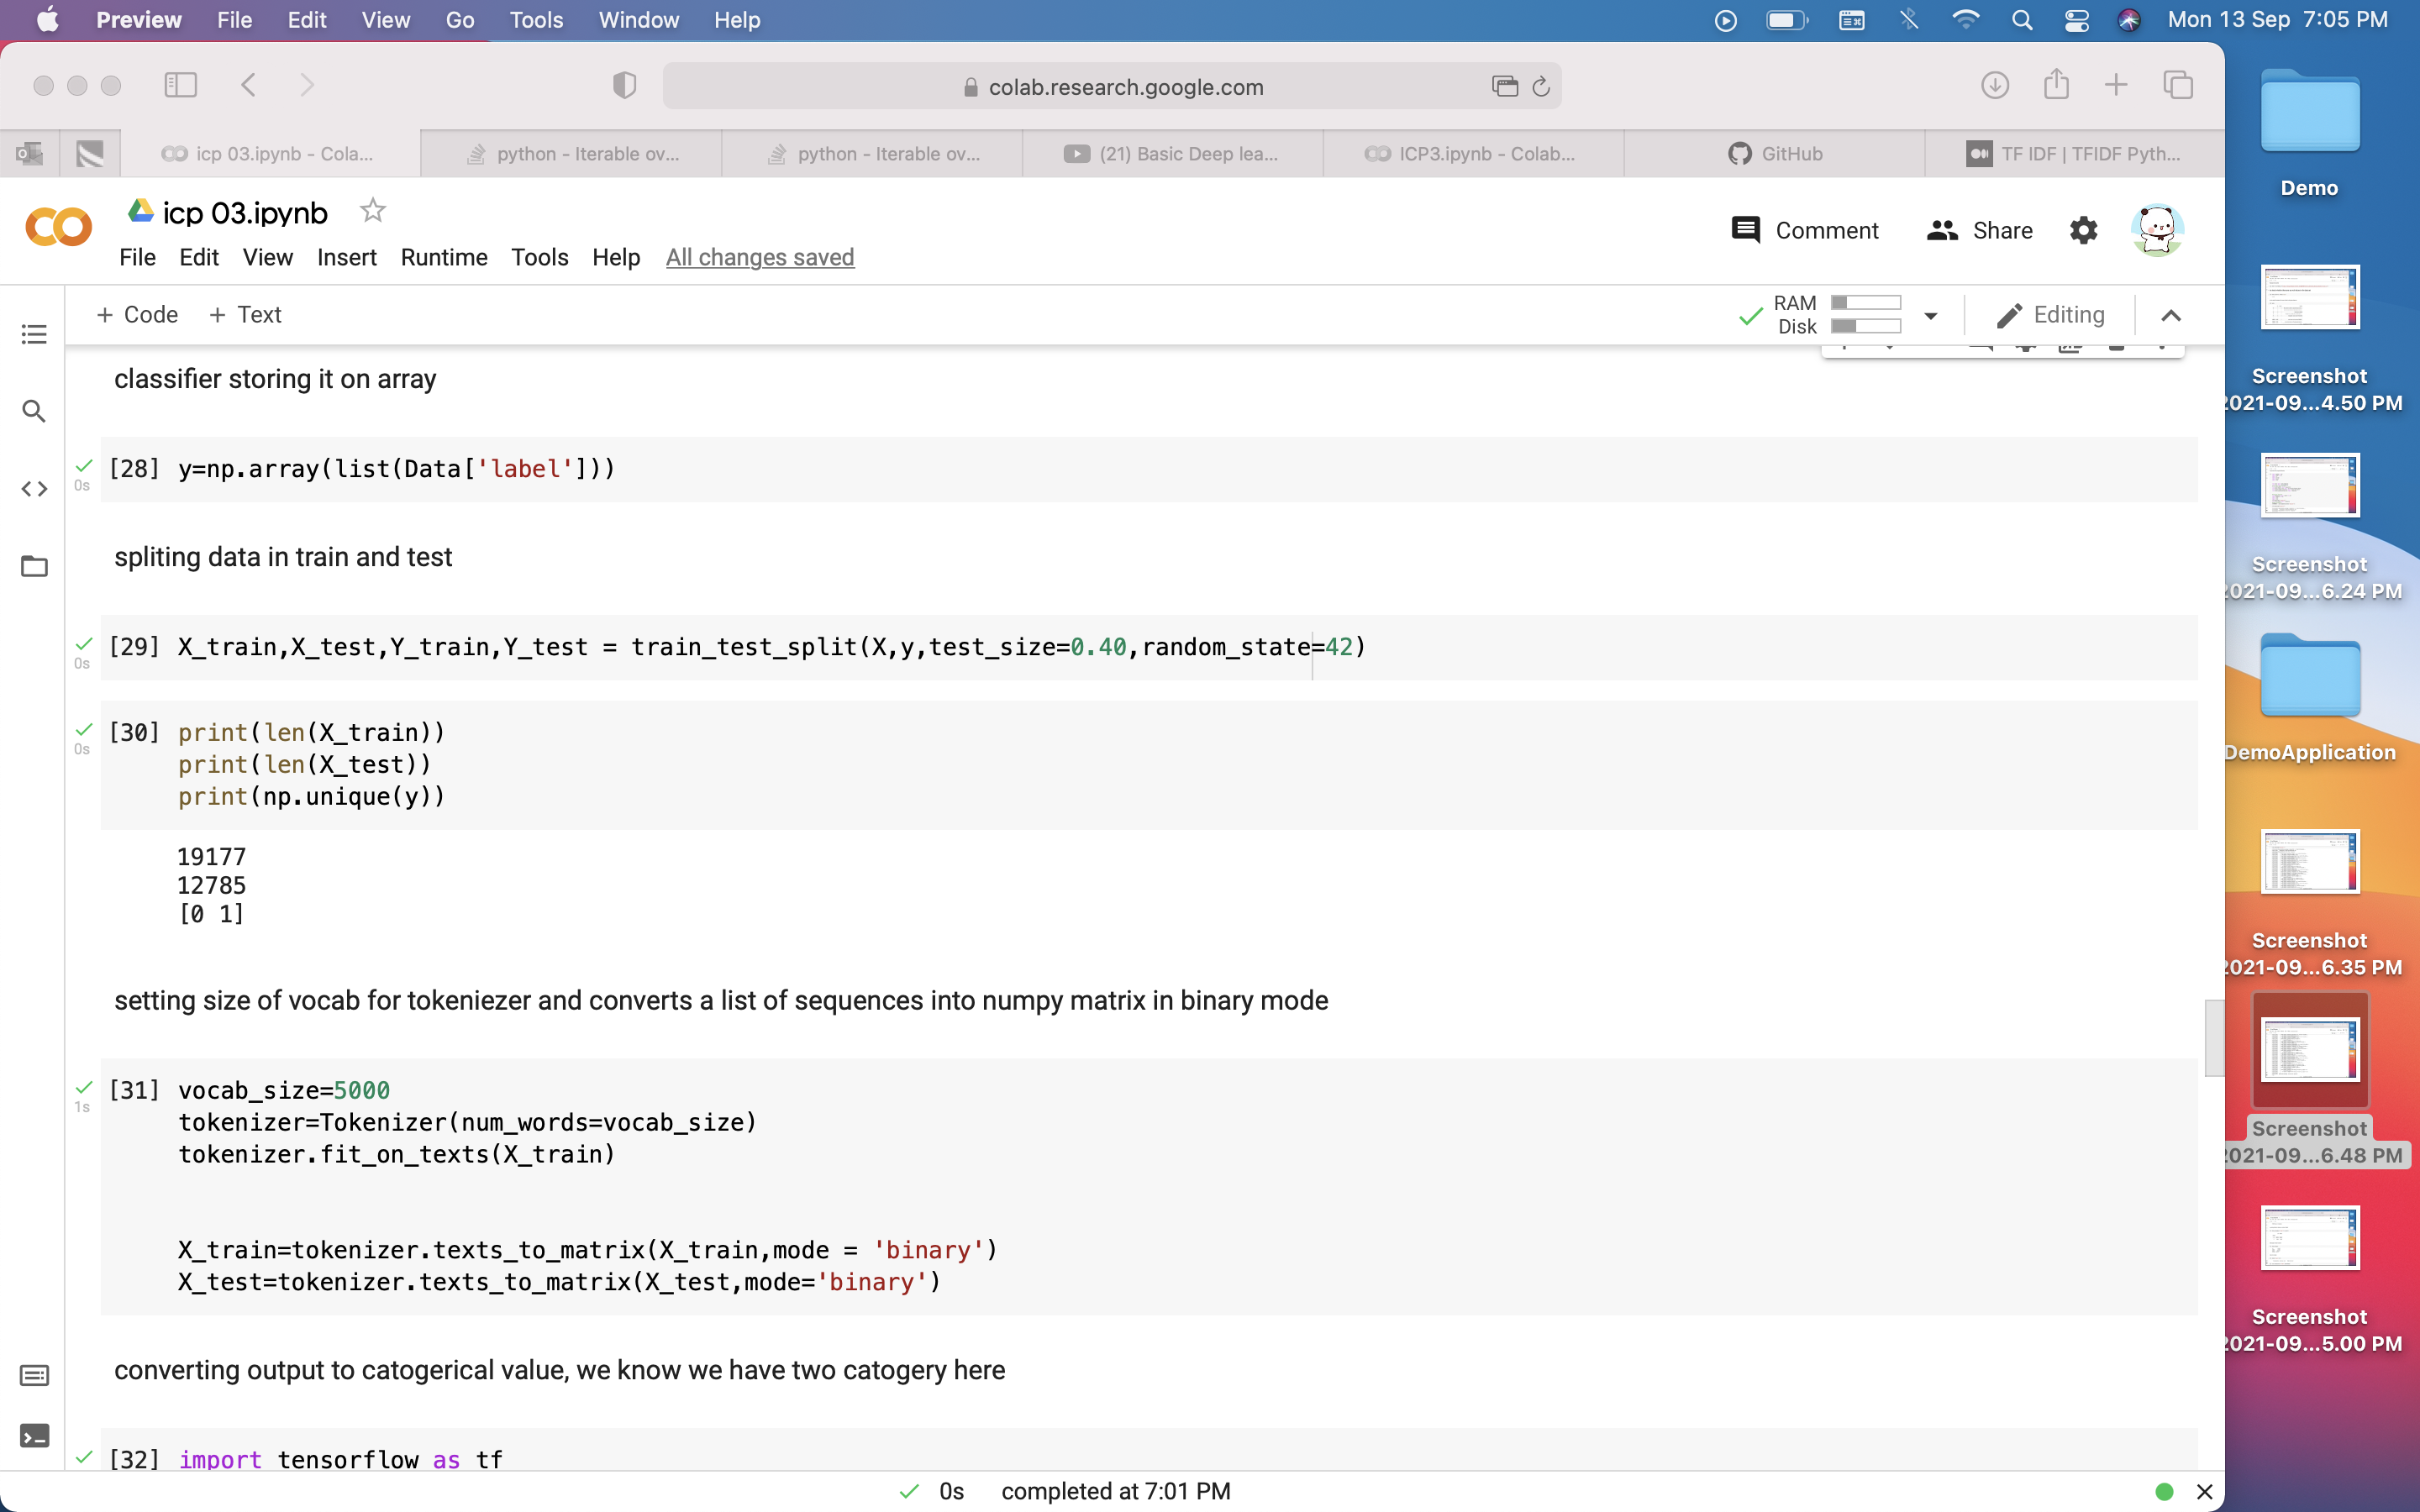 Preview File Edit View Go Tools Window Help Mon 13 Sep 7:05 PM
colab.research.google.com
icp 03.ipynb - Cola... python - Iterable ov... python - Iterable ov... (21) Basic Deep lea... ICP3.ipynb - Colab... GitHub TF IDF | TFIDF Pyth...
icp 03.ipynb
Comment Share
File Edit View Insert Runtime Tools Help All changes saved
+ Code + Text RAM Disk Editing
classifier storing it on array
[28] y=np.array(list(Data['label']))
0s
spliting data in train and test
[29] X_train,X_test,Y_train,Y_test = train_test_split(X,y,test_size=0.40,random_state=42)
0s
[30] print(len(X_train))
0s
print(len(X_test))
print(np.unique(y))
19177
12785
[0 1]
setting size of vocab for tokeniezer and converts a list of sequences into numpy matrix in binary mode
[31] vocab_size=5000
1s
tokenizer=Tokenizer(num_words=vocab_size)
tokenizer.fit_on_texts(X_train)
X_train=tokenizer.texts_to_matrix(X_train,mode = 'binary')
X_test=tokenizer.texts_to_matrix(X_test,mode='binary')
converting output to catogerical value, we know we have two catogery here
[32] import tensorflow as tf
0s completed at 7:01 PM
Demo
Screenshot
2021-09...4.50 PM
Screenshot
2021-09...6.24 PM
DemoApplication
Screenshot
2021-09...6.35 PM
Screenshot
2021-09...6.48 PM
Screenshot
2021-09...5.00 PM